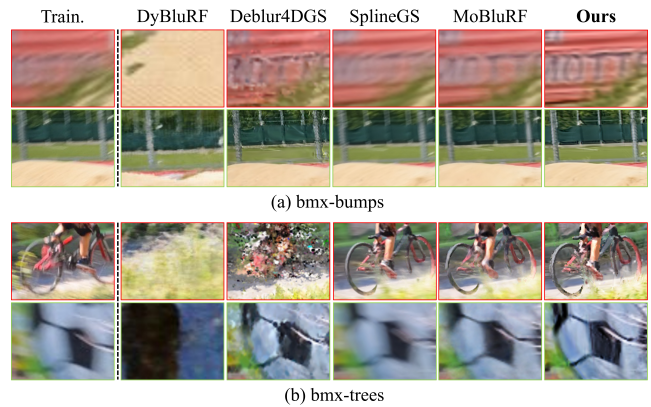 Train. DyBluRF Deblur4DGS SplineGS MoBluRF Ours
(a) bmx-bumps
(b) bmx-trees